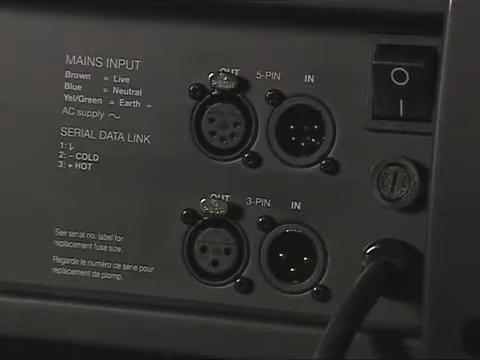 MAINS INPUT
Brown = Live
Blue = Neutral
Yel/Green = Earth ⏚
AC supply ~
SERIAL DATA LINK
1: ⏚
2: - COLD
3: + HOT
See serial no. label for
replacement fuse size.
Regarde le numéro de série pour
replacement de plomp.
OUT 5-PIN IN
PUSH
OUT 3-PIN IN